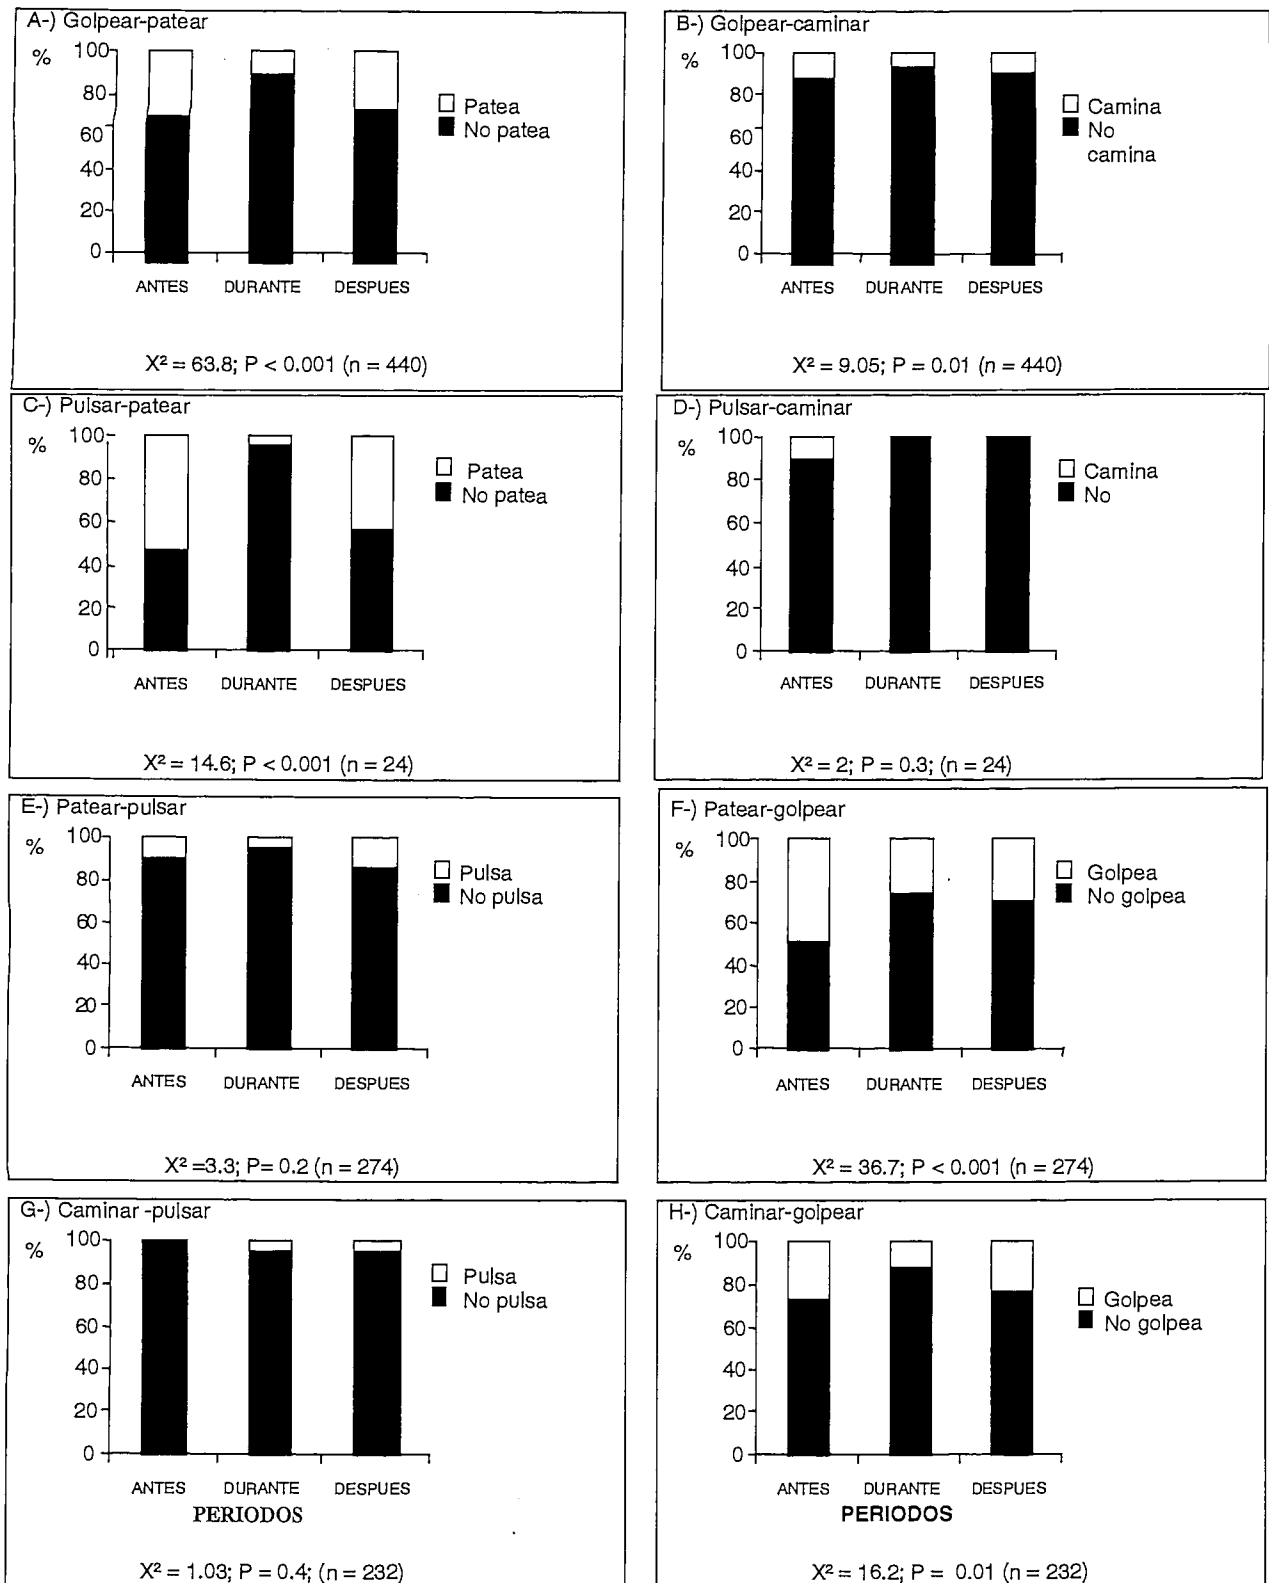 A-) Golpear-patear
%
100
80
60
40
20
0
Patea
No patea
ANTES DURANTE DESPUES
X² = 63.8; P < 0.001 (n = 440)
B-) Golpear-caminar
%
100
80
60
40
20
0
Camina
No
camina
ANTES DURANTE DESPUES
X² = 9.05; P = 0.01 (n = 440)
C-) Pulsar-patear
%
100
80
60
40
20
0
Patea
No patea
ANTES DURANTE DESPUES
X² = 14.6; P < 0.001 (n = 24)
D-) Pulsar-caminar
%
100
80
60
40
20
0
Camina
No
ANTES DURANTE DESPUES
X² = 2; P = 0.3; (n = 24)
E-) Patear-pulsar
%
100
80
60
40
20
0
Pulsa
No pulsa
ANTES DURANTE DESPUES
X² =3.3; P= 0.2 (n = 274)
F-) Patear-golpear
%
100
80
60
40
20
0
Golpea
No golpea
ANTES DURANTE DESPUES
X² = 36.7; P < 0.001 (n = 274)
G-) Caminar -pulsar
%
100
80
60
40
20
0
Pulsa
No pulsa
ANTES DURANTE DESPUES
PERIODOS
X² = 1.03; P = 0.4; (n = 232)
H-) Caminar-golpear
%
100
80
60
40
20
0
Golpea
No golpea
ANTES DURANTE DESPUES
PERIODOS
X² = 16.2; P = 0.01 (n = 232)